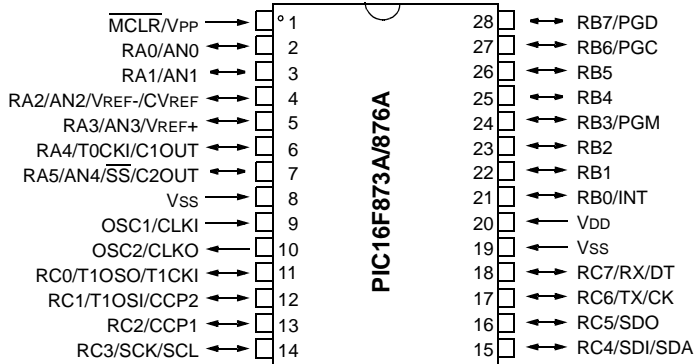 MCLR/VPP 1
RA0/AN0 2
RA1/AN1 3
RA2/AN2/VREF-/CVREF 4
RA3/AN3/VREF+ 5
RA4/T0CKI/C1OUT 6
RA5/AN4/SS/C2OUT 7
VSS 8
OSC1/CLKI 9
OSC2/CLKO 10
RC0/T1OSO/T1CKI 11
RC1/T1OSI/CCP2 12
RC2/CCP1 13
RC3/SCK/SCL 14
PIC16F873A/876A
28 RB7/PGD
27 RB6/PGC
26 RB5
25 RB4
24 RB3/PGM
23 RB2
22 RB1
21 RB0/INT
20 VDD
19 VSS
18 RC7/RX/DT
17 RC6/TX/CK
16 RC5/SDO
15 RC4/SDI/SDA